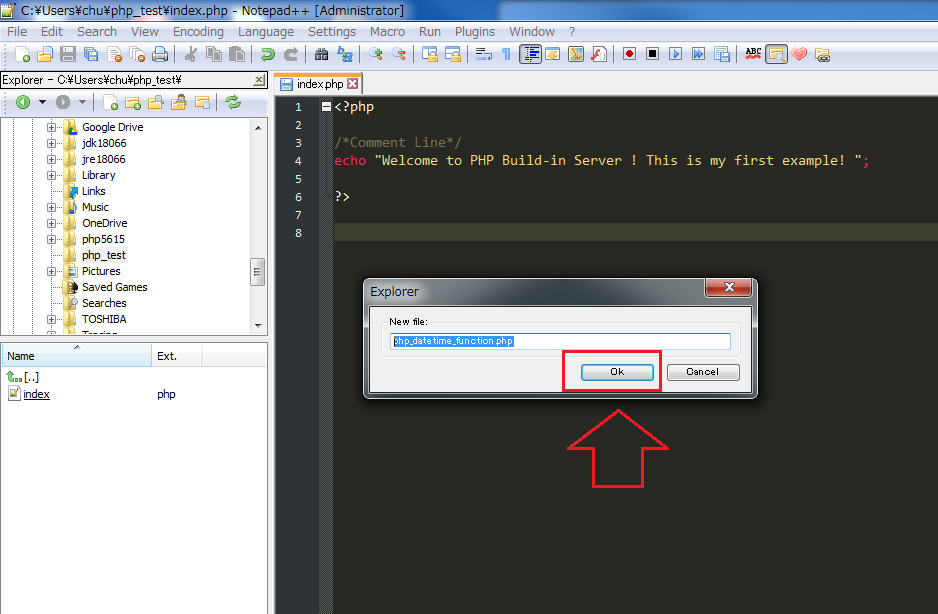 C:¥Users¥chu¥php_test¥index.php - Notepad++ [Administrator]
File Edit Search View Encoding Language Settings Macro Run Plugins Window ?
ABC
Explorer - C:¥Users¥chu¥php_test¥
index.php
Google Drive
jdk18066
jre18066
Library
Links
Music
OneDrive
php5615
php_test
Pictures
Saved Games
Searches
TOSHIBA
Name Ext.
[..]
index php
1 <?php
2
3 /*Comment Line*/
4 echo "Welcome to PHP Build-in Server ! This is my first example! ";
5
6 ?>
7
8
Explorer
New file:
php_datetime_function.php
Ok Cancel